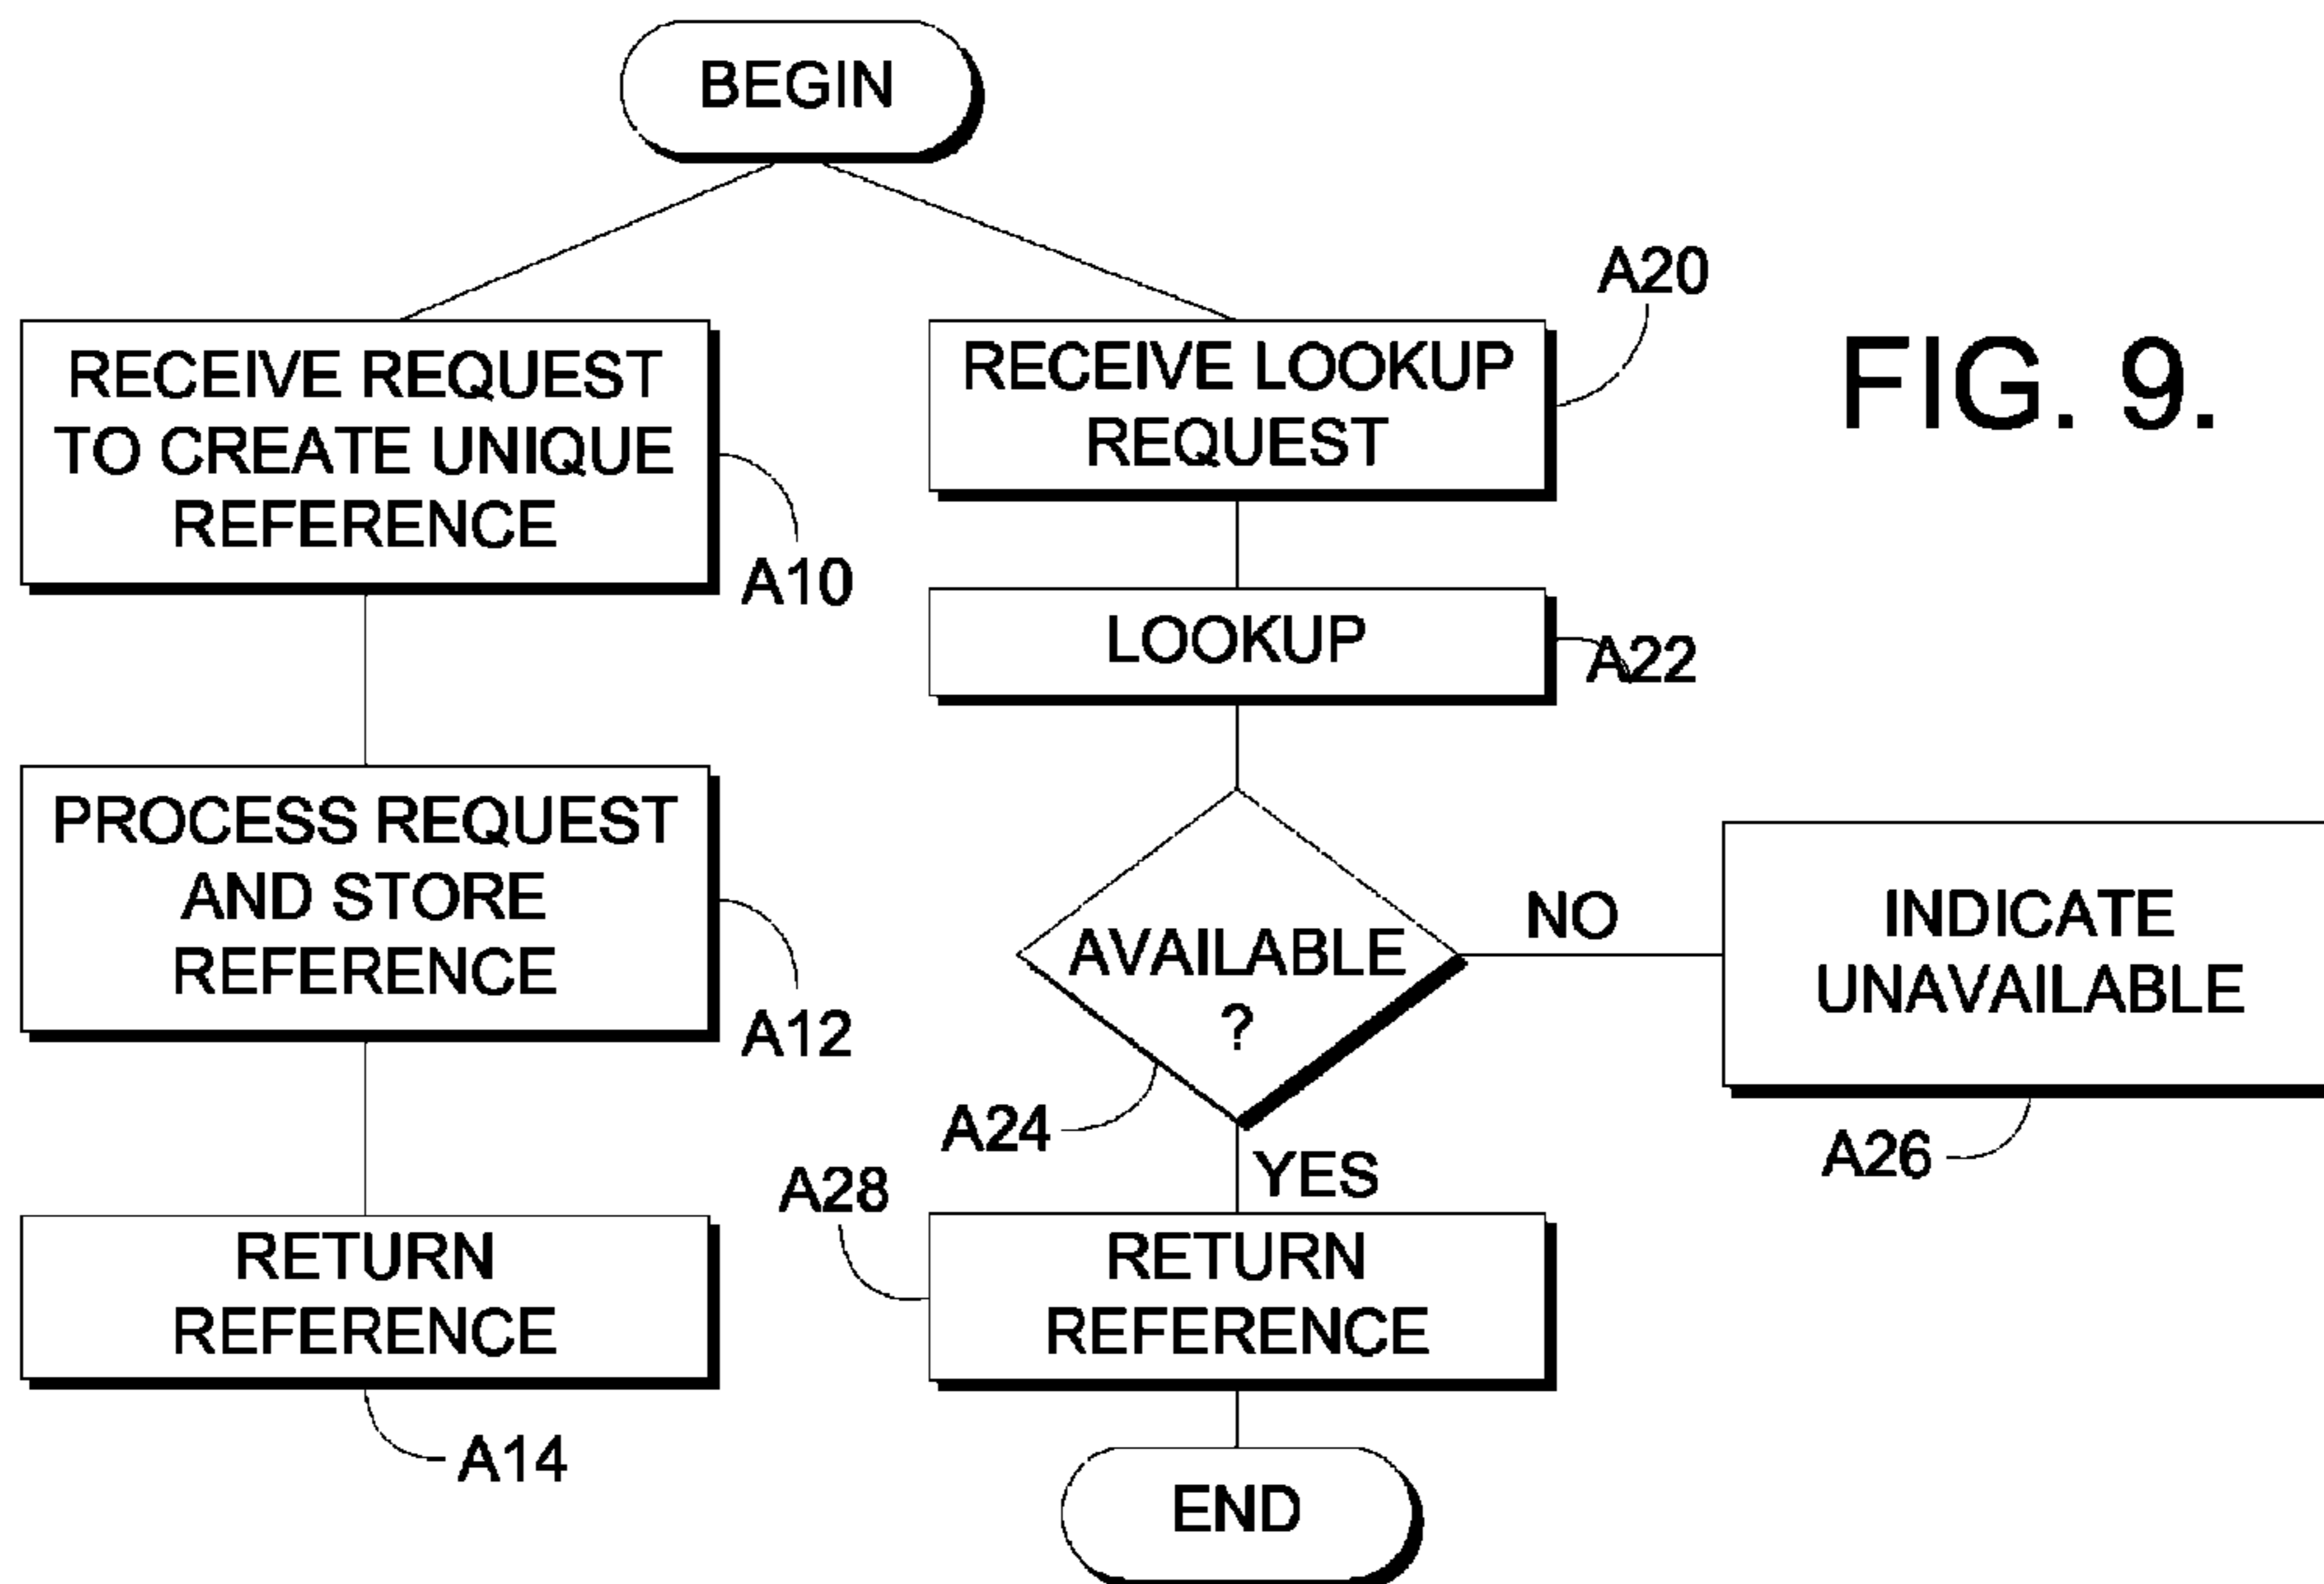 BEGIN
RECEIVE REQUEST
TO CREATE UNIQUE
REFERENCE
A10
RECEIVE LOOKUP
REQUEST
A20
FIG. 9.
LOOKUP
A22
PROCESS REQUEST
AND STORE
REFERENCE
A12
AVAILABLE
?
A24
NO
INDICATE
UNAVAILABLE
A26
YES
RETURN
REFERENCE
A14
A28
RETURN
REFERENCE
END